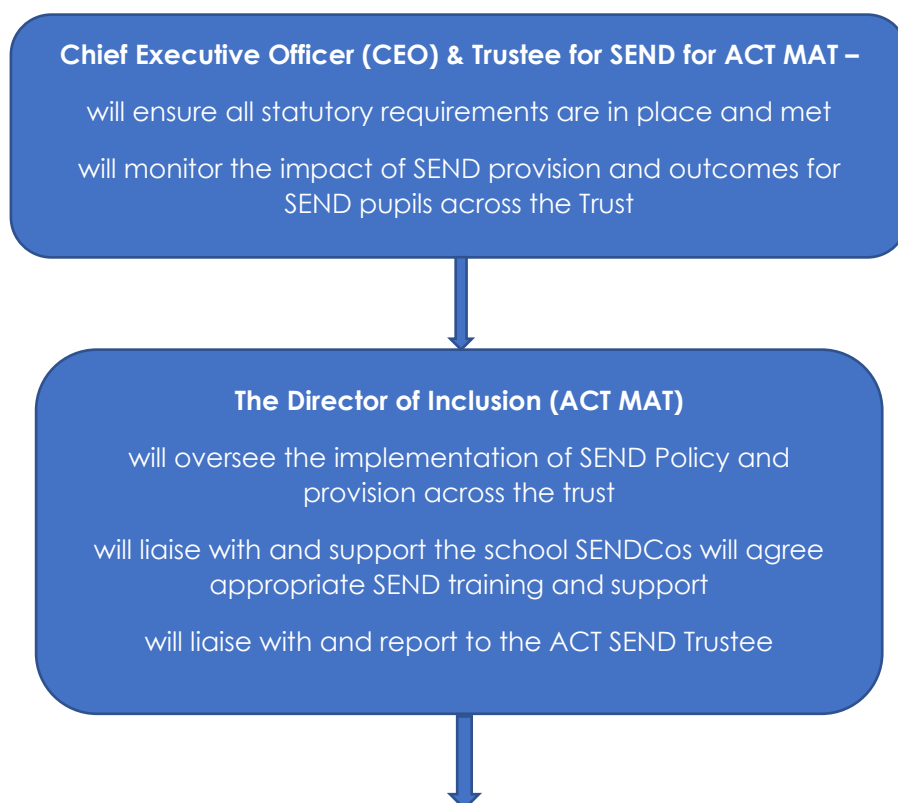 Chief Executive Officer (CEO) & Trustee for SEND for ACT MAT –
will ensure all statutory requirements are in place and met
will monitor the impact of SEND provision and outcomes for
SEND pupils across the Trust
The Director of Inclusion (ACT MAT)
will oversee the implementation of SEND Policy and
provision across the trust
will liaise with and support the school SENDCos will agree
appropriate SEND training and support
will liaise with and report to the ACT SEND Trustee